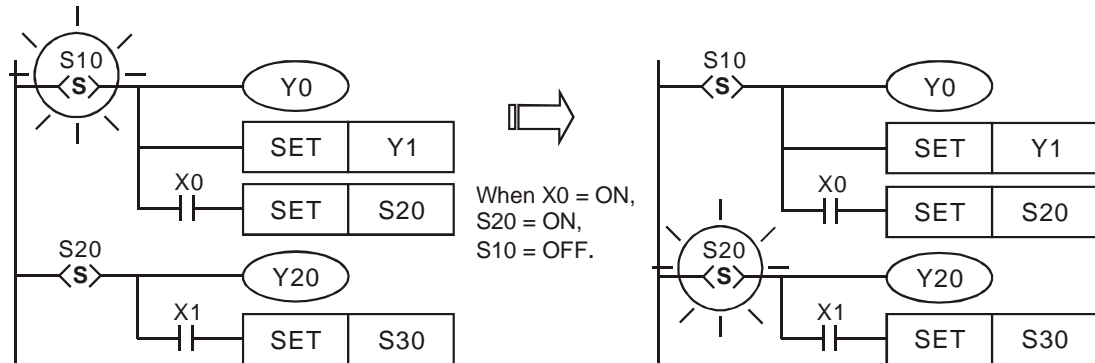 S10
S
Y0
SET Y1
X0
SET S20
S20
S
Y20
X1
SET S30
When X0 = ON,
S20 = ON,
S10 = OFF.
S10
S
Y0
SET Y1
X0
SET S20
S20
S
Y20
X1
SET S30